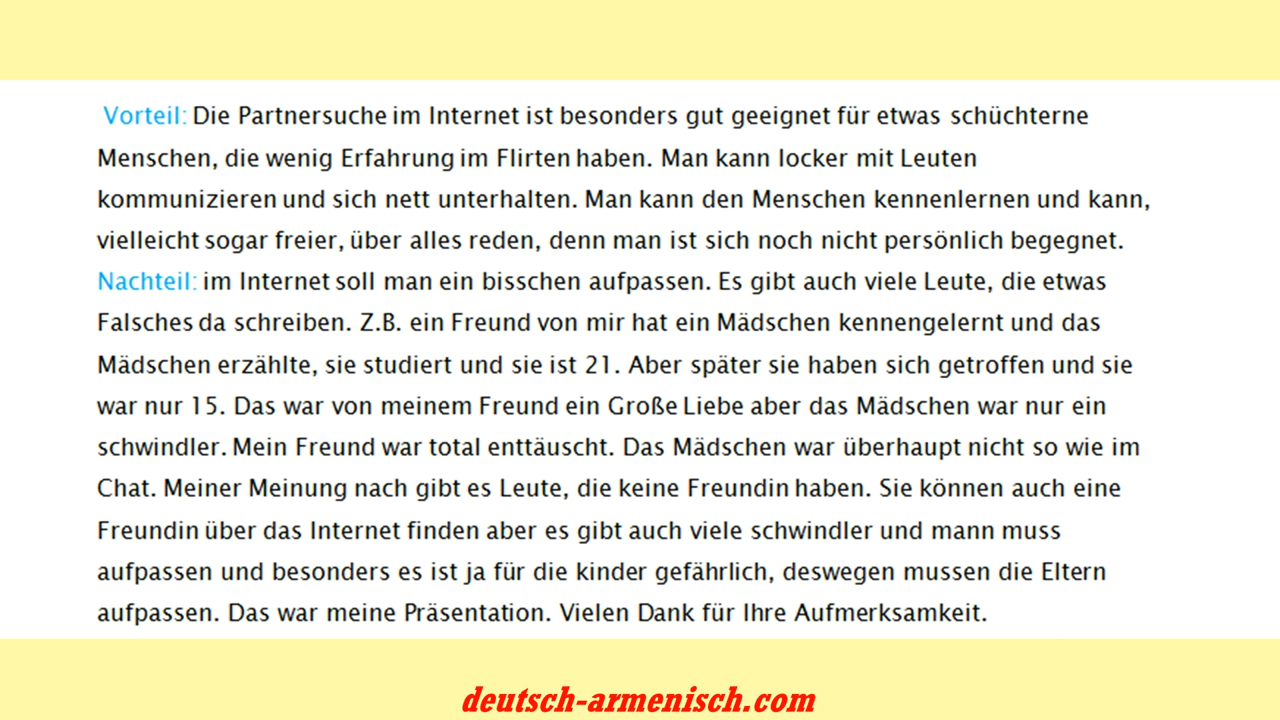 Vorteil: Die Partnersuche im Internet ist besonders gut geeignet für etwas schüchterne
Menschen, die wenig Erfahrung im Flirten haben. Man kann locker mit Leuten
kommunizieren und sich nett unterhalten. Man kann den Menschen kennenlernen und kann,
vielleicht sogar freier, über alles reden, denn man ist sich noch nicht persönlich begegnet.
Nachteil: im Internet soll man ein bisschen aufpassen. Es gibt auch viele Leute, die etwas
Falsches da schreiben. Z.B. ein Freund von mir hat ein Mädschen kennengelernt und das
Mädschen erzählte, sie studiert und sie ist 21. Aber später sie haben sich getroffen und sie
war nur 15. Das war von meinem Freund ein Große Liebe aber das Mädschen war nur ein
schwindler. Mein Freund war total enttäuscht. Das Mädschen war überhaupt nicht so wie im
Chat. Meiner Meinung nach gibt es Leute, die keine Freundin haben. Sie können auch eine
Freundin über das Internet finden aber es gibt auch viele schwindler und mann muss
aufpassen und besonders es ist ja für die kinder gefährlich, deswegen mussen die Eltern
aufpassen. Das war meine Präsentation. Vielen Dank für Ihre Aufmerksamkeit.
deutsch-armenisch.com